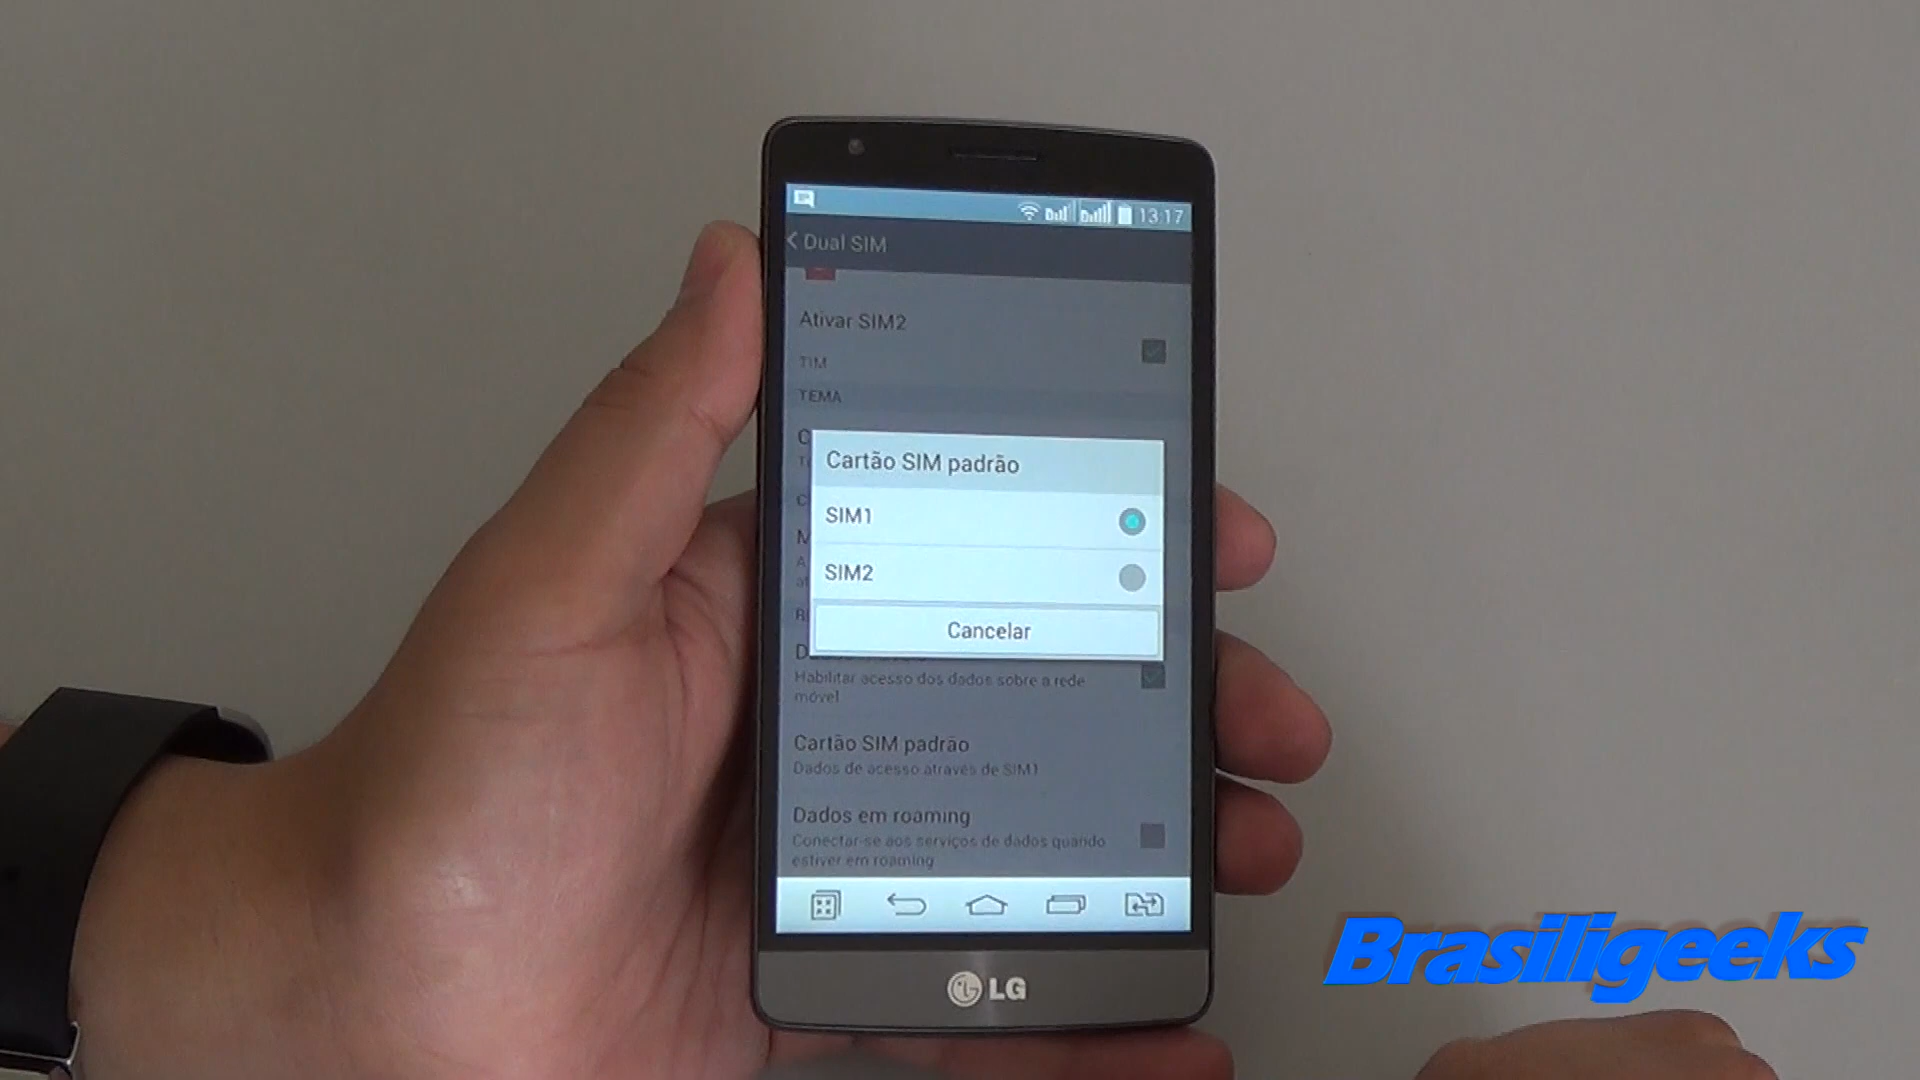 13:17
Dual SIM
Ativar SIM2
TIM
TEMA
Cartão SIM padrão
SIM1
SIM2
Cancelar
Habilitar acesso dos dados sobre a rede
móvel
Cartão SIM padrão
Dados de acesso através de SIM1
Dados em roaming
Conectar-se aos serviços de dados quando
estiver em roaming
LG
Brasiligeeks